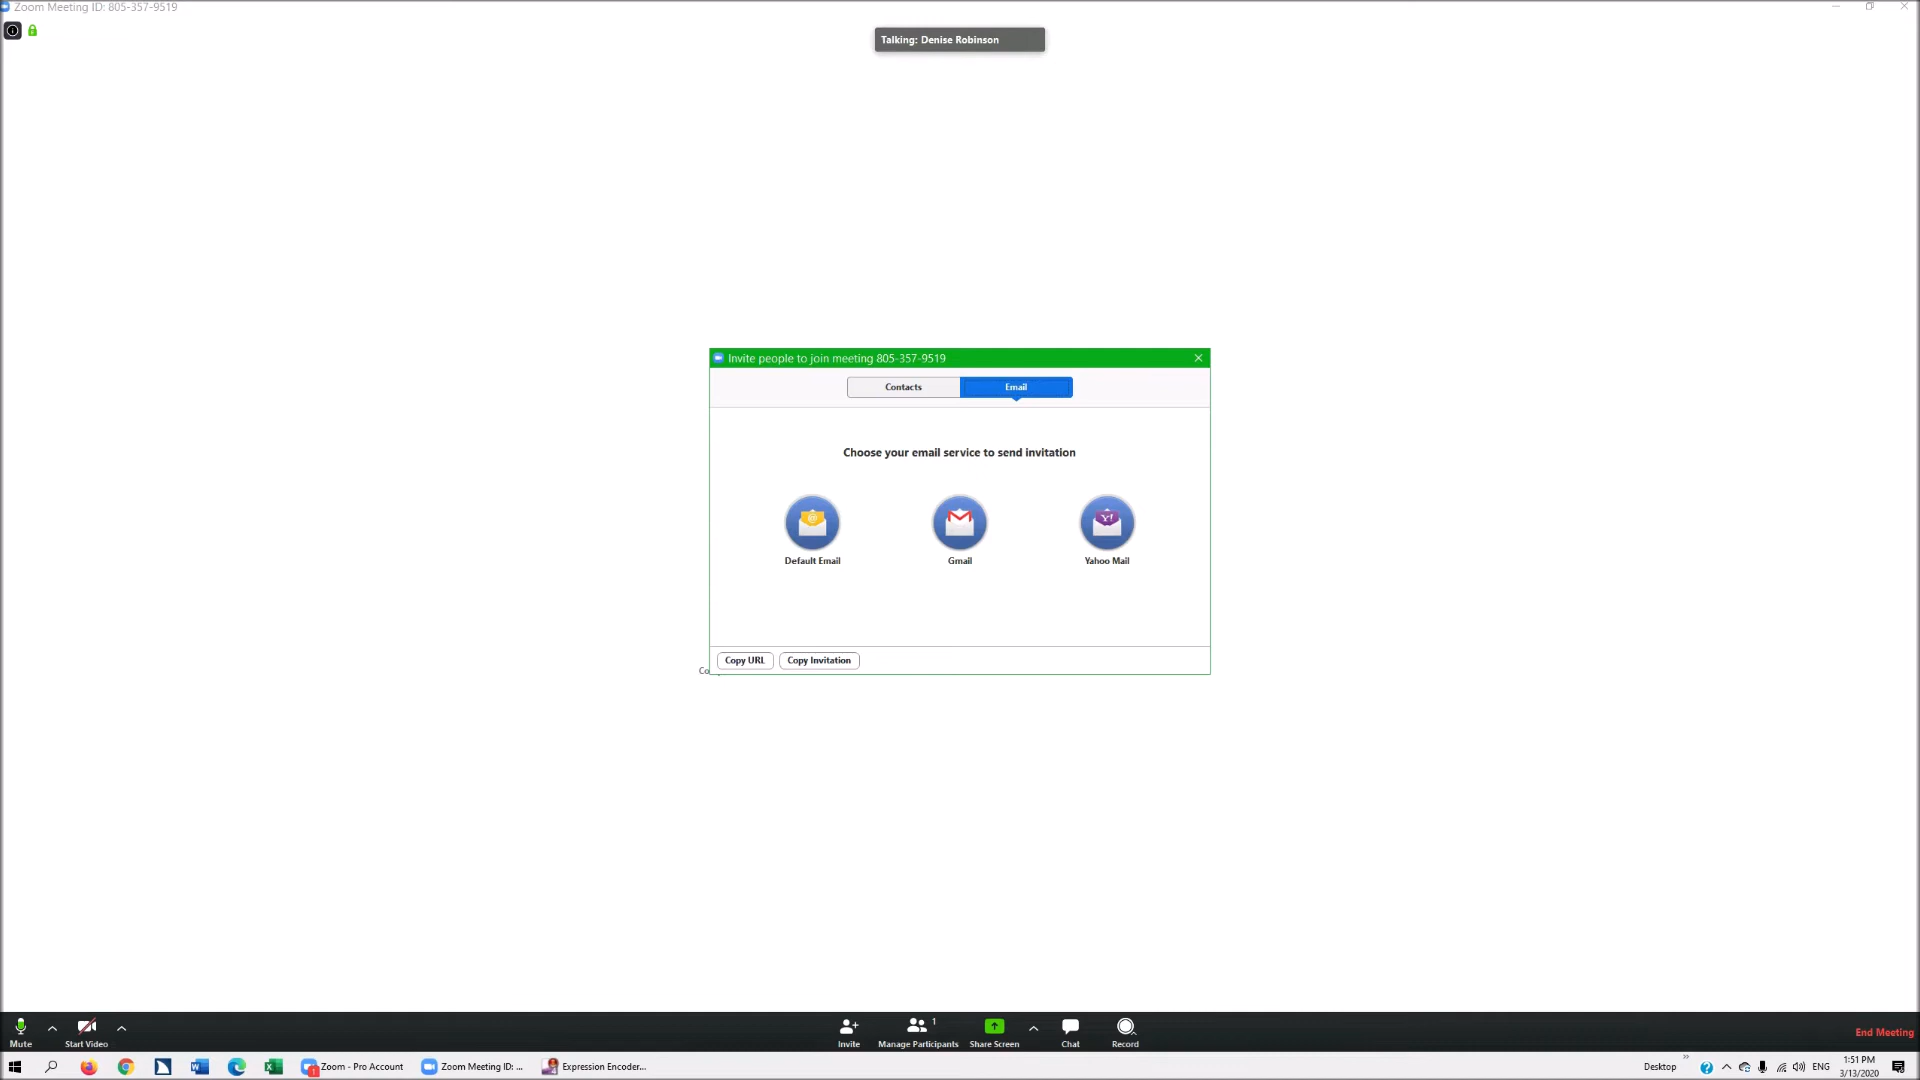 Zoom Meeting ID: 805-357-9519
Talking: Denise Robinson
Invite people to join meeting 805-357-9519
Contacts
Email
Choose your email service to send invitation
Default Email
Gmail
Yahoo Mail
Copy URL
Copy Invitation
Mute
Start Video
Invite
1
Manage Participants
Share Screen
Chat
Record
End Meeting
Zoom - Pro Account
Zoom Meeting ID: ...
Expression Encoder...
Desktop
ENG
1:51 PM
3/13/2020